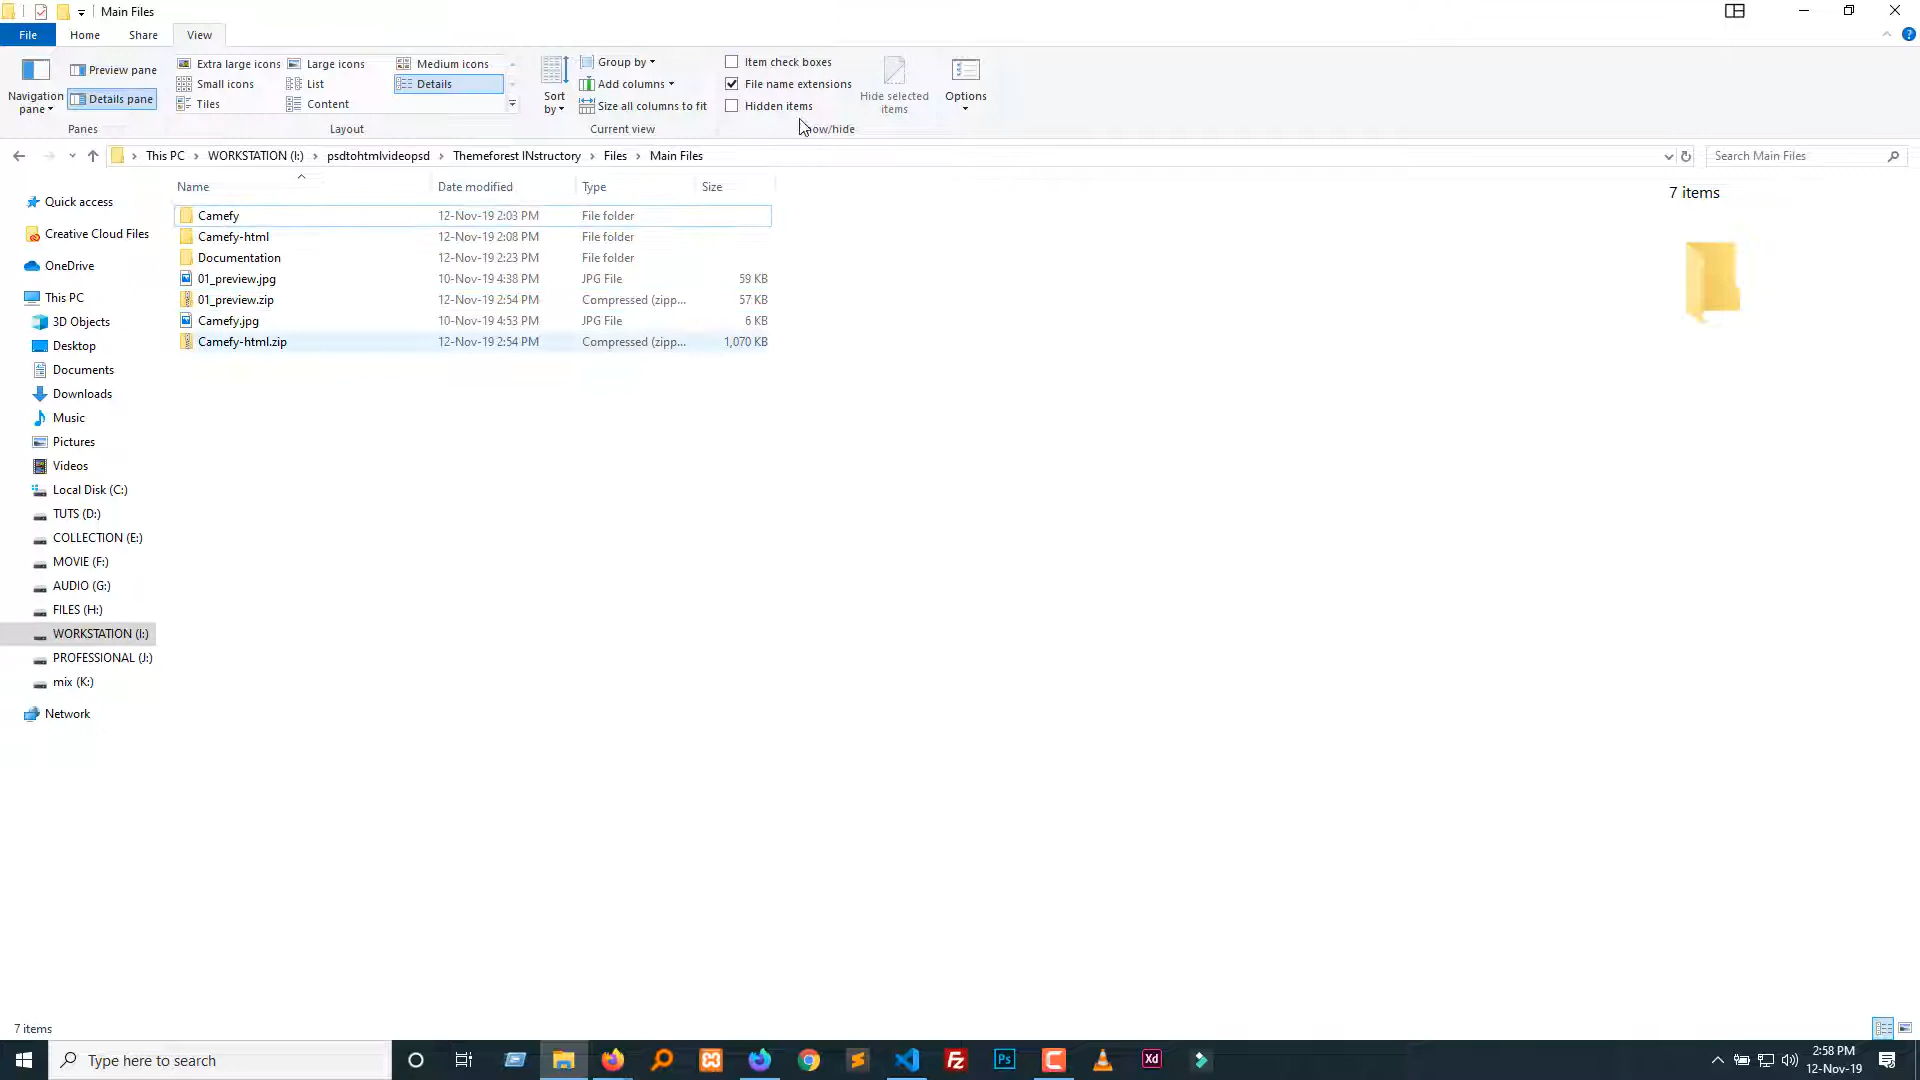 Main Files
File Home Share View
Navigation pane
Preview pane
Details pane
Panes
Extra large icons Large icons Medium icons
Small icons List Details
Tiles Content
Layout
Sort by
Group by
Add columns
Size all columns to fit
Current view
Item check boxes
File name extensions
Hidden items
Hide selected items
ow/hide
Options
This PC WORKSTATION (I:) psdtohtmlvideopsd Themeforest INstructory Files Main Files
Search Main Files
Name Date modified Type Size
Camefy 12-Nov-19 2:03 PM File folder
Camefy-html 12-Nov-19 2:08 PM File folder
Documentation 12-Nov-19 2:23 PM File folder
01_preview.jpg 10-Nov-19 4:38 PM JPG File 59 KB
01_preview.zip 12-Nov-19 2:54 PM Compressed (zipp... 57 KB
Camefy.jpg 10-Nov-19 4:53 PM JPG File 6 KB
Camefy-html.zip 12-Nov-19 2:54 PM Compressed (zipp... 1,070 KB
7 items
Quick access
Creative Cloud Files
OneDrive
This PC
3D Objects
Desktop
Documents
Downloads
Music
Pictures
Videos
Local Disk (C:)
TUTS (D:)
COLLECTION (E:)
MOVIE (F:)
AUDIO (G:)
FILES (H:)
WORKSTATION (I:)
PROFESSIONAL (J:)
mix (K:)
Network
7 items
Type here to search
Fz
Ps
Xd
2:58 PM
12-Nov-19